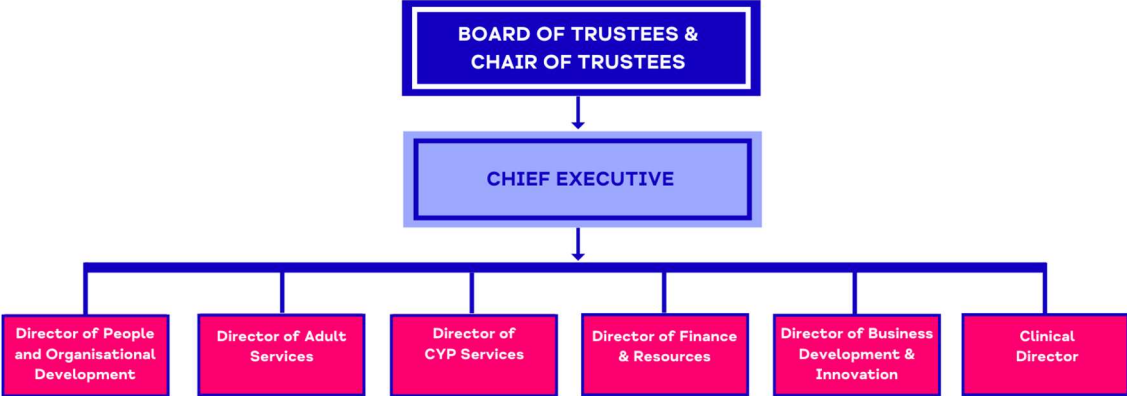 BOARD OF TRUSTEES &
CHAIR OF TRUSTEES
CHIEF EXECUTIVE
Director of People
and Organisational
Development
Director of Adult
Services
Director of
CYP Services
Director of Finance
& Resources
Director of Business
Development &
Innovation
Clinical
Director